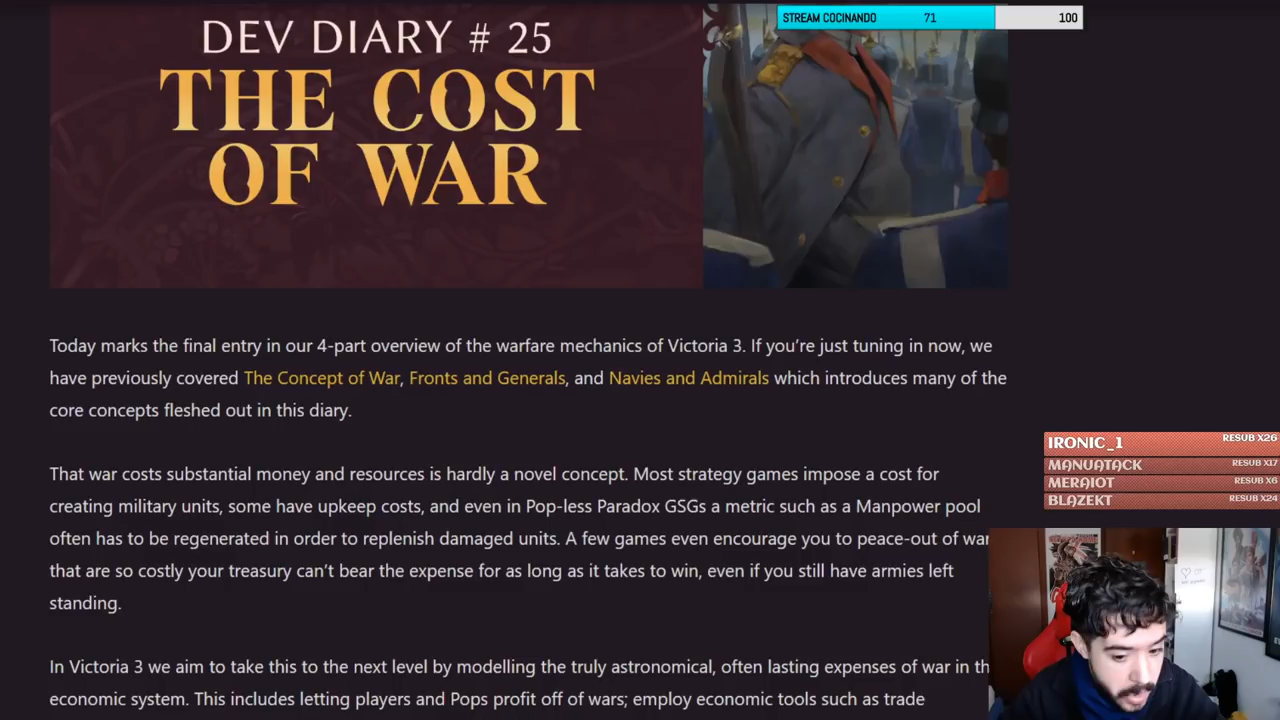 DEV DIARY # 25
THE COST
OF WAR
STREAM COCINANDO 71 100
Today marks the final entry in our 4-part overview of the warfare mechanics of Victoria 3. If you’re just tuning in now, we
have previously covered The Concept of War, Fronts and Generals, and Navies and Admirals which introduces many of the
core concepts fleshed out in this diary.
That war costs substantial money and resources is hardly a novel concept. Most strategy games impose a cost for
creating military units, some have upkeep costs, and even in Pop-less Paradox GSGs a metric such as a Manpower pool
often has to be regenerated in order to replenish damaged units. A few games even encourage you to peace-out of war
that are so costly your treasury can’t bear the expense for as long as it takes to win, even if you still have armies left
standing.
In Victoria 3 we aim to take this to the next level by modelling the truly astronomical, often lasting expenses of war in th
economic system. This includes letting players and Pops profit off of wars; employ economic tools such as trade
IRONIC_1 RESUB X26
MANUATACK RESUB X17
MERAIOT RESUB X6
BLAZEKT RESUB X24